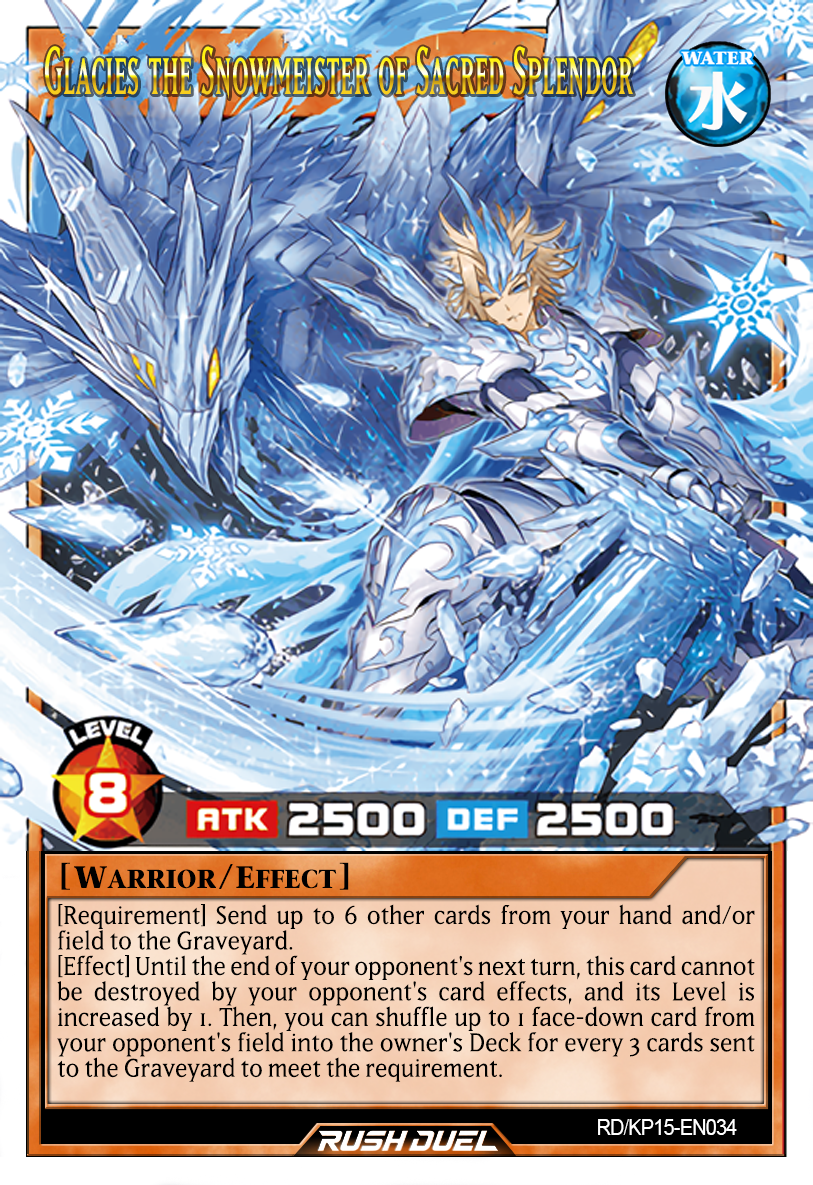 Glacies the Snowmeister of Sacred Splendor
WATER
水
LEVEL
8
ATK 2500 DEF 2500
[Warrior/Effect]
[Requirement] Send up to 6 other cards from your hand and/or
field to the Graveyard.
[Effect] Until the end of your opponent's next turn, this card cannot
be destroyed by your opponent's card effects, and its Level is
increased by 1. Then, you can shuffle up to 1 face-down card from
your opponent's field into the owner's Deck for every 3 cards sent
to the Graveyard to meet the requirement.
RD/KP15-EN034
RUSH DUEL